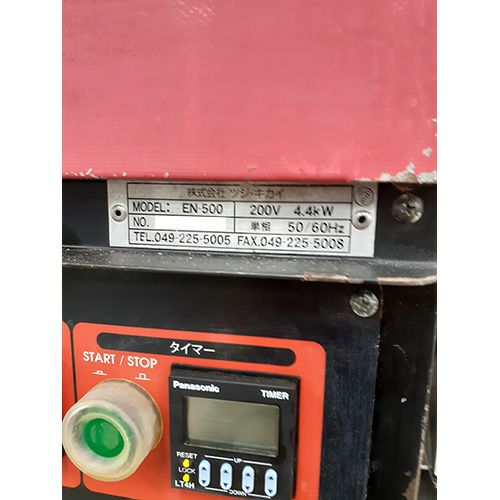 株式会社 ツジ・キカイ
MODEL: EN-500 200V 4.4kW
NO. 単相 50/60Hz
TEL.049-225-5005 FAX.049-225-5008
タイマー
START / STOP
Panasonic TIMER
RESET UP
LOCK
LT4H DOWN